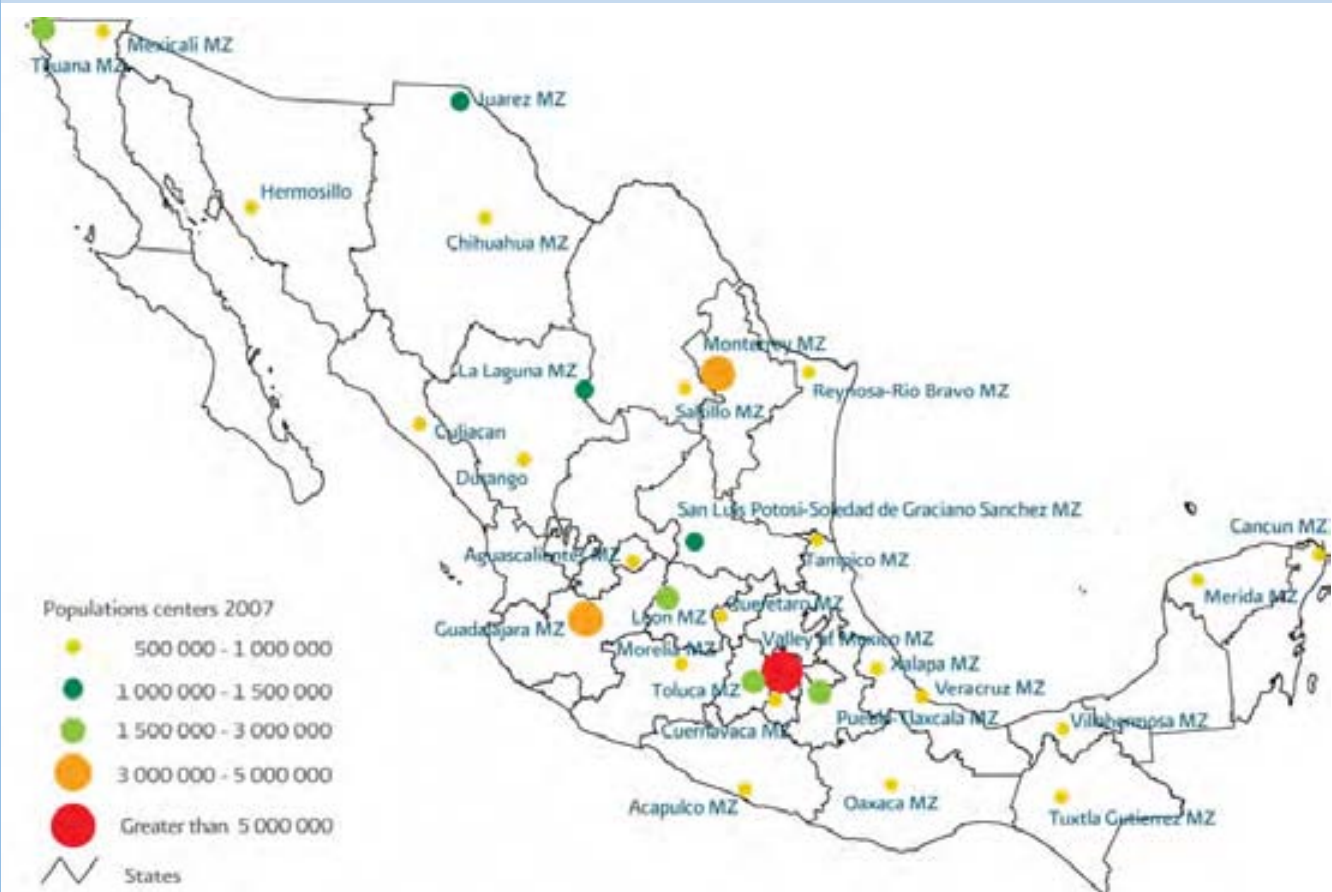 Mexicali MZ
Tijuana MZ
Juarez MZ
Hermosillo
Chihuahua MZ
Monterrey MZ
La Laguna MZ
Reynosa-Rio Bravo MZ
Saltillo MZ
Culiacan
Durango
San Luis Potosi-Soledad de Graciano Sanchez MZ
Cancun MZ
Aguascalientes MZ
Tampico MZ
Merida MZ
Populations centers 2007
500 000 - 1 000 000
1 000 000 - 1 500 000
1 500 000 - 3 000 000
3 000 000 - 5 000 000
Greater than 5 000 000
States
Guadalajara MZ
Leon MZ
Queretaro MZ
Valley of Mexico MZ
Morelia MZ
Xalapa MZ
Toluca MZ
Veracruz MZ
Puebla-Tlaxcala MZ
Villahermosa MZ
Cuernavaca MZ
Acapulco MZ
Oaxaca MZ
Tuxtla Gutierrez MZ